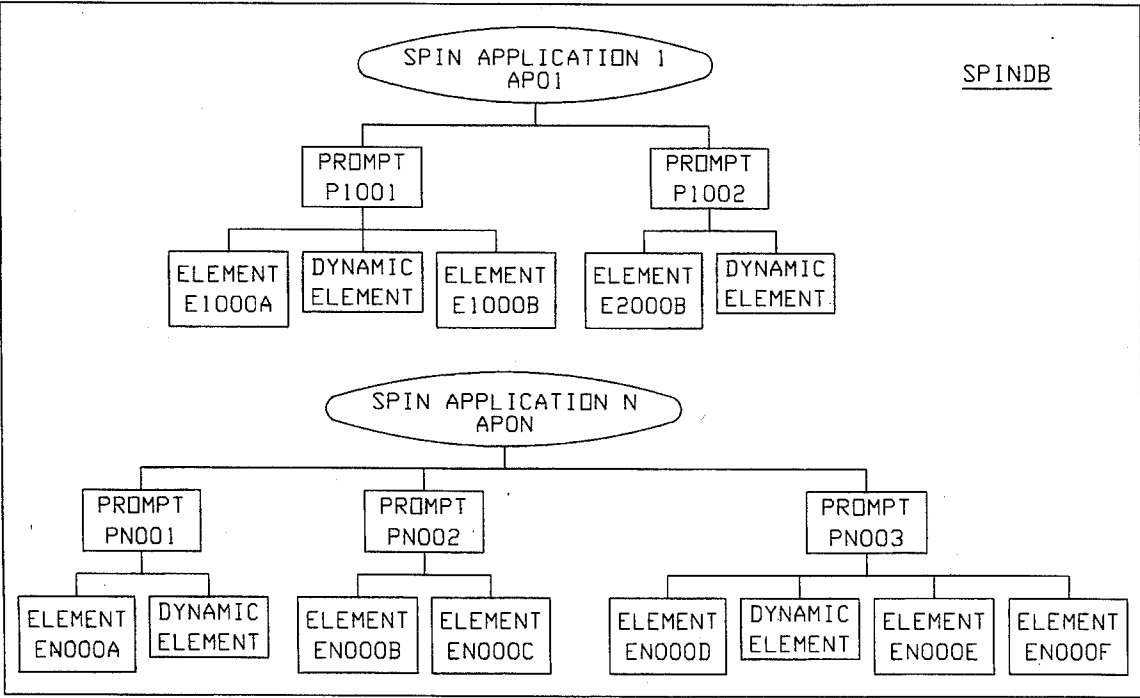 SPIN APPLICATION 1
AP01
SPINDB
PROMPT
P1001
PROMPT
P1002
ELEMENT
E1000A
DYNAMIC
ELEMENT
ELEMENT
E1000B
ELEMENT
E2000B
DYNAMIC
ELEMENT
SPIN APPLICATION N
AP0N
PROMPT
PN001
PROMPT
PN002
PROMPT
PN003
ELEMENT
EN000A
DYNAMIC
ELEMENT
ELEMENT
EN000B
ELEMENT
EN000C
ELEMENT
EN000D
DYNAMIC
ELEMENT
ELEMENT
EN000E
ELEMENT
EN000F